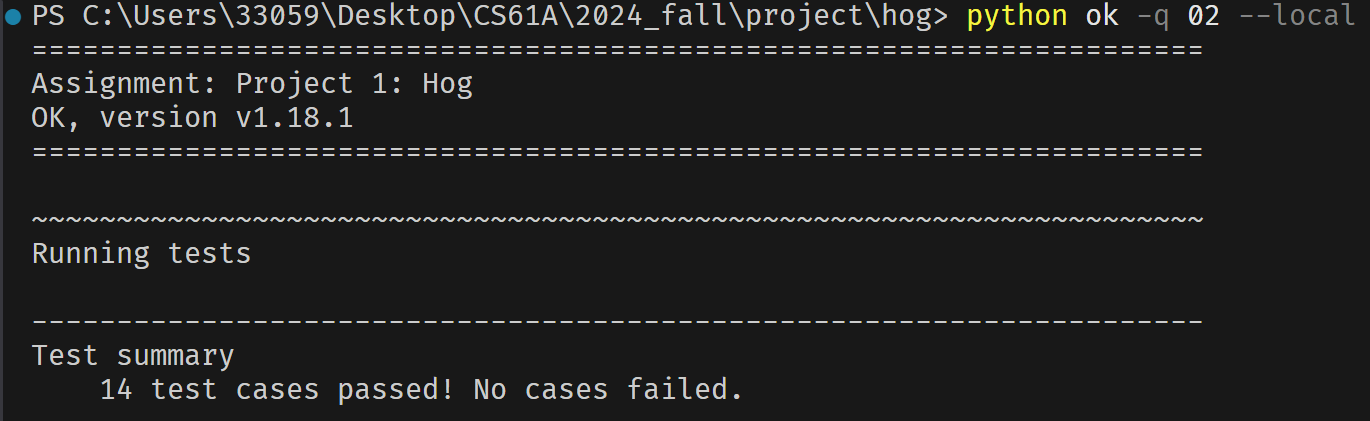 PS C:\Users\33059\Desktop\CS61A\2024_fall\project\hog> python ok -q 02 --local
=====================================================================
Assignment: Project 1: Hog
OK, version v1.18.1
=====================================================================
~~~~~~~~~~~~~~~~~~~~~~~~~~~~~~~~~~~~~~~~~~~~~~~~~~~~~~~~~~~~~~~~~~~~~
Running tests
---------------------------------------------------------------------
Test summary
    14 test cases passed! No cases failed.